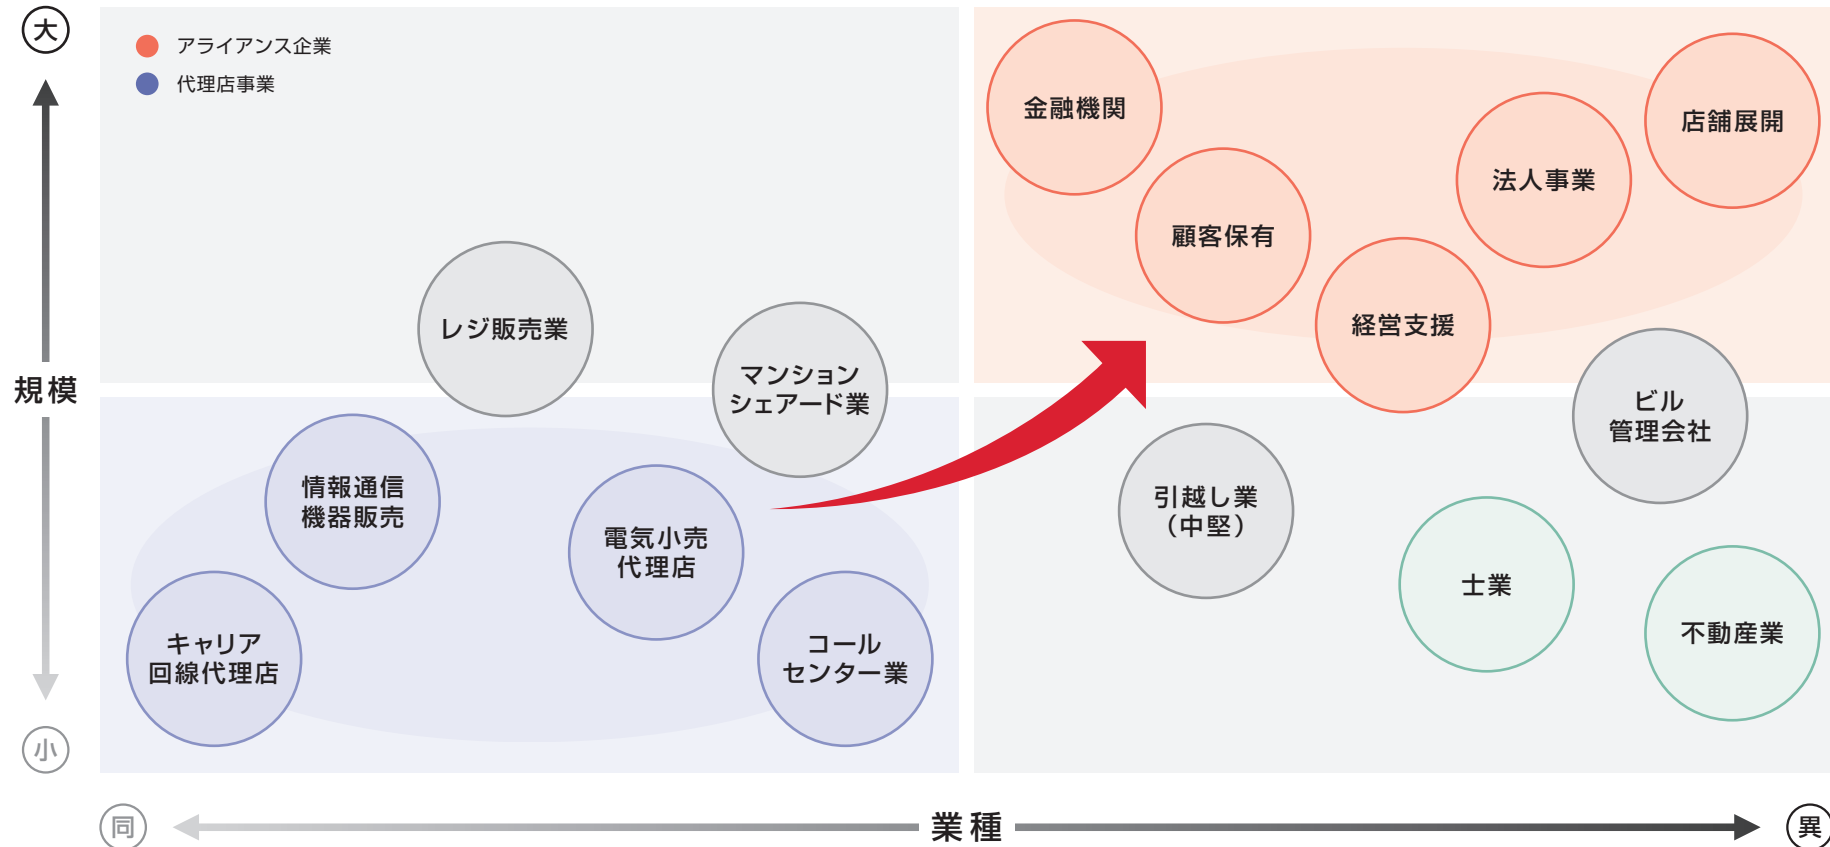 大
アライアンス企業
代理店事業
金融機関
店舗展開
法人事業
顧客保有
経営支援
レジ販売業
マンション
シェアード業
規模
ビル
管理会社
情報通信
機器販売
引越し業
（中堅）
電気小売
代理店
士業
キャリア
回線代理店
コール
センター業
不動産業
小
同
業種
異